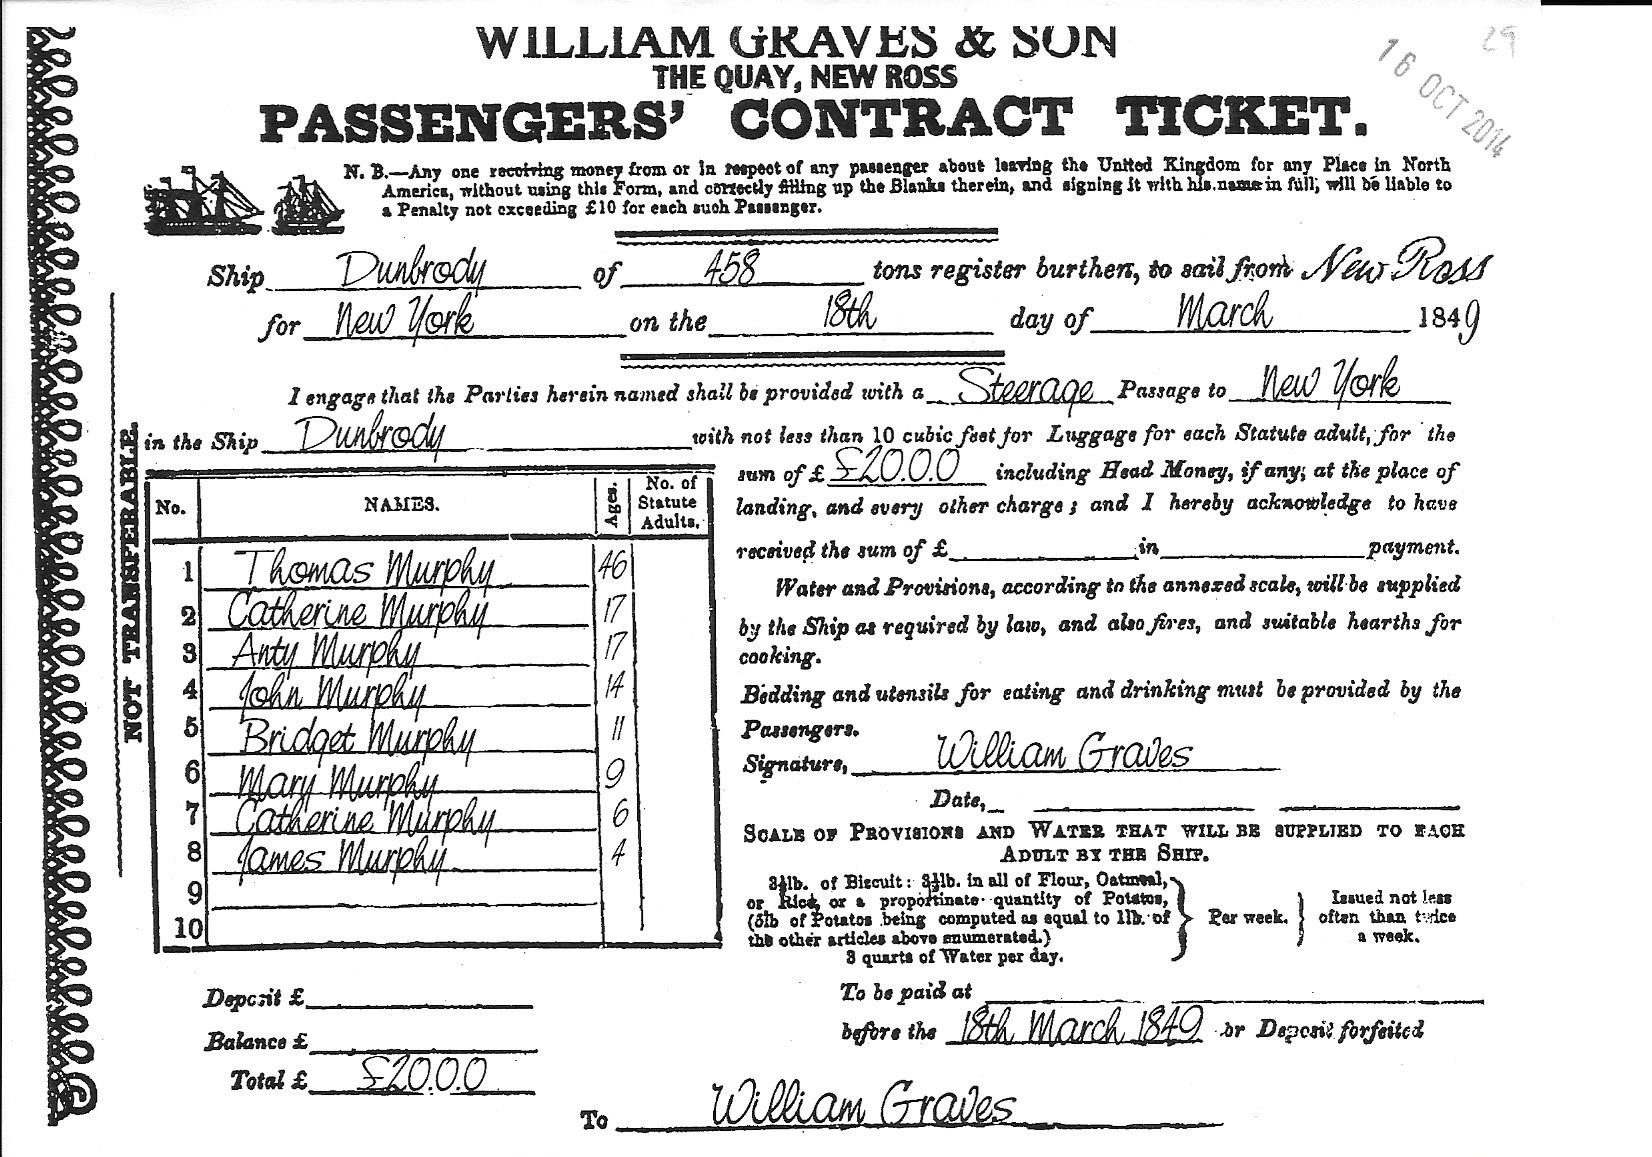 WILLIAM GRAVES & SON
THE QUAY, NEW ROSS
PASSENGERS' CONTRACT TICKET.
29
16 OCT 2014
N. B.—Any one receiving money from or in respect of any passenger about leaving the United Kingdom for any Place in North
America, without using this Form, and correctly filling up the Blanks therein, and signing it with his name in full, will be liable to
a Penalty not exceeding £10 for each such Passenger.
Ship Dunbrody of 458 tons register burthen, to sail from New Ross
for New York on the 18th day of March 1849
I engage that the Parties herein named shall be provided with a Steerage Passage to New York
in the Ship Dunbrody with not less than 10 cubic feet for Luggage for each Statute adult, for the
sum of £ £20.0.0 including Head Money, if any, at the place of
landing, and every other charge; and I hereby acknowledge to have
received the sum of £ in payment.
Water and Provisions, according to the annexed scale, will be supplied
by the Ship as required by law, and also fires, and suitable hearths for
cooking.
Bedding and utensils for eating and drinking must be provided by the
Passengers.
Signature, William Graves
Date,
NOT TRANSFERABLE.
No. NAMES. Ages. No. of Statute Adults.
1 Thomas Murphy 46
2 Catherine Murphy 17
3 Anty Murphy 17
4 John Murphy 14
5 Bridget Murphy 11
6 Mary Murphy 9
7 Catherine Murphy 6
8 James Murphy 4
9
10
SCALE OF PROVISIONS AND WATER THAT WILL BE SUPPLIED TO EACH
ADULT BY THE SHIP.
3½lb. of Biscuit: 3½lb. in all of Flour, Oatmeal,
or Rice, or a proportinate quantity of Potatos,
(5lb of Potatos being computed as equal to 1lb. of
the other articles above enumerated.)
3 quarts of Water per day.
Per week.
Issued not less
often than twice
a week.
Deposit £
Balance £
Total £ £20.0.0
To be paid at
before the 18th March 1849 or Deposit forfeited
To William Graves